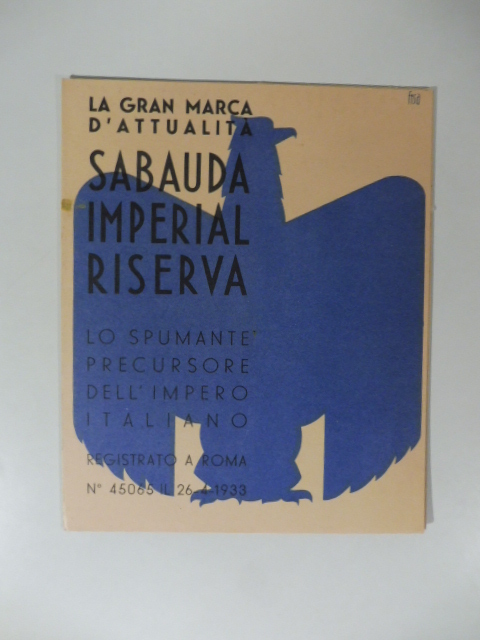 LA GRAN MARCA
D'ATTUALITÀ
SABAUDA
IMPERIAL
RISERVA
LO SPUMANTE
PRECURSORE
DELL'IMPERO
ITALIANO
REGISTRATO A ROMA
N° 45065 IL 26-4-1933